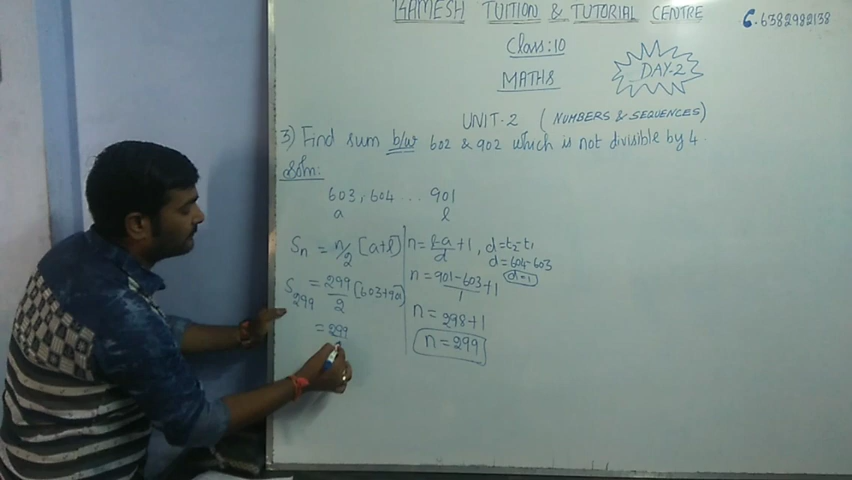 RAMESH TUITION & TUTORIAL CENTRE
C.6382982138
Class:10
MATHS
DAY-2
UNIT-2 (NUMBERS & SEQUENCES)
3) Find sum b/w 602 & 902 which is not divisible by 4.
Soln:
603, 604 ... 901
a l
Sn = n/2 [a+l]
S299 = 299/2 [603+901]
= 299
n = l-a/d + 1, d = t2-t1
d = 604-603
d=1
n = 901-603/1 + 1
n = 298+1
n = 299